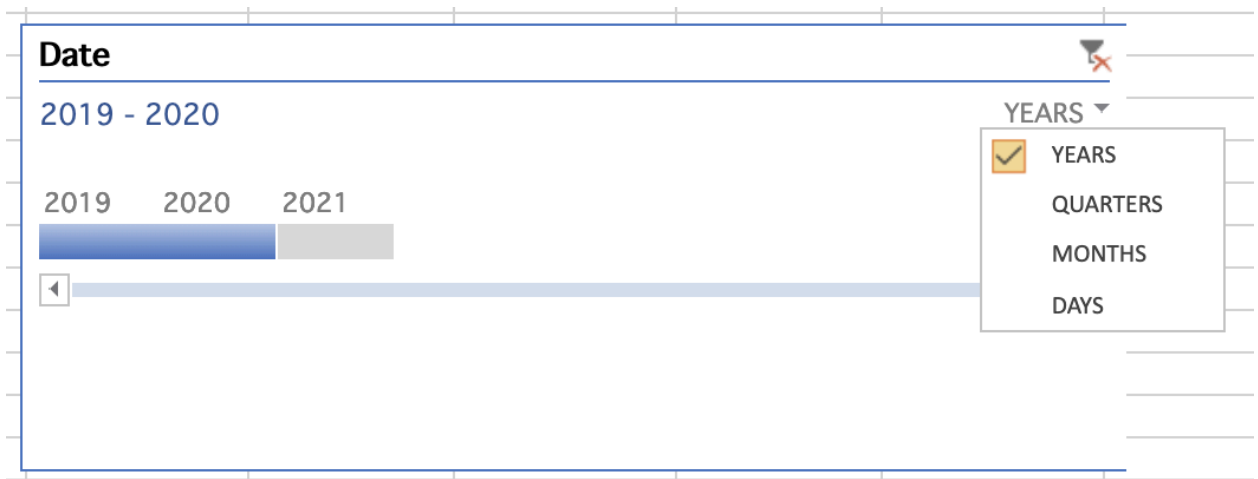 Date
2019 - 2020
YEARS
YEARS
QUARTERS
MONTHS
DAYS
2019 2020 2021